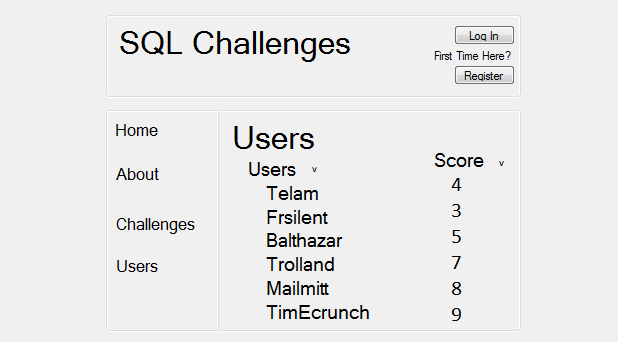 SQL Challenges
Log In
First Time Here?
Register
Home
About
Challenges
Users
Users
Users v Score v
Telam 4
Frsilent 3
Balthazar 5
Trolland 7
Mailmitt 8
TimEcrunch 9